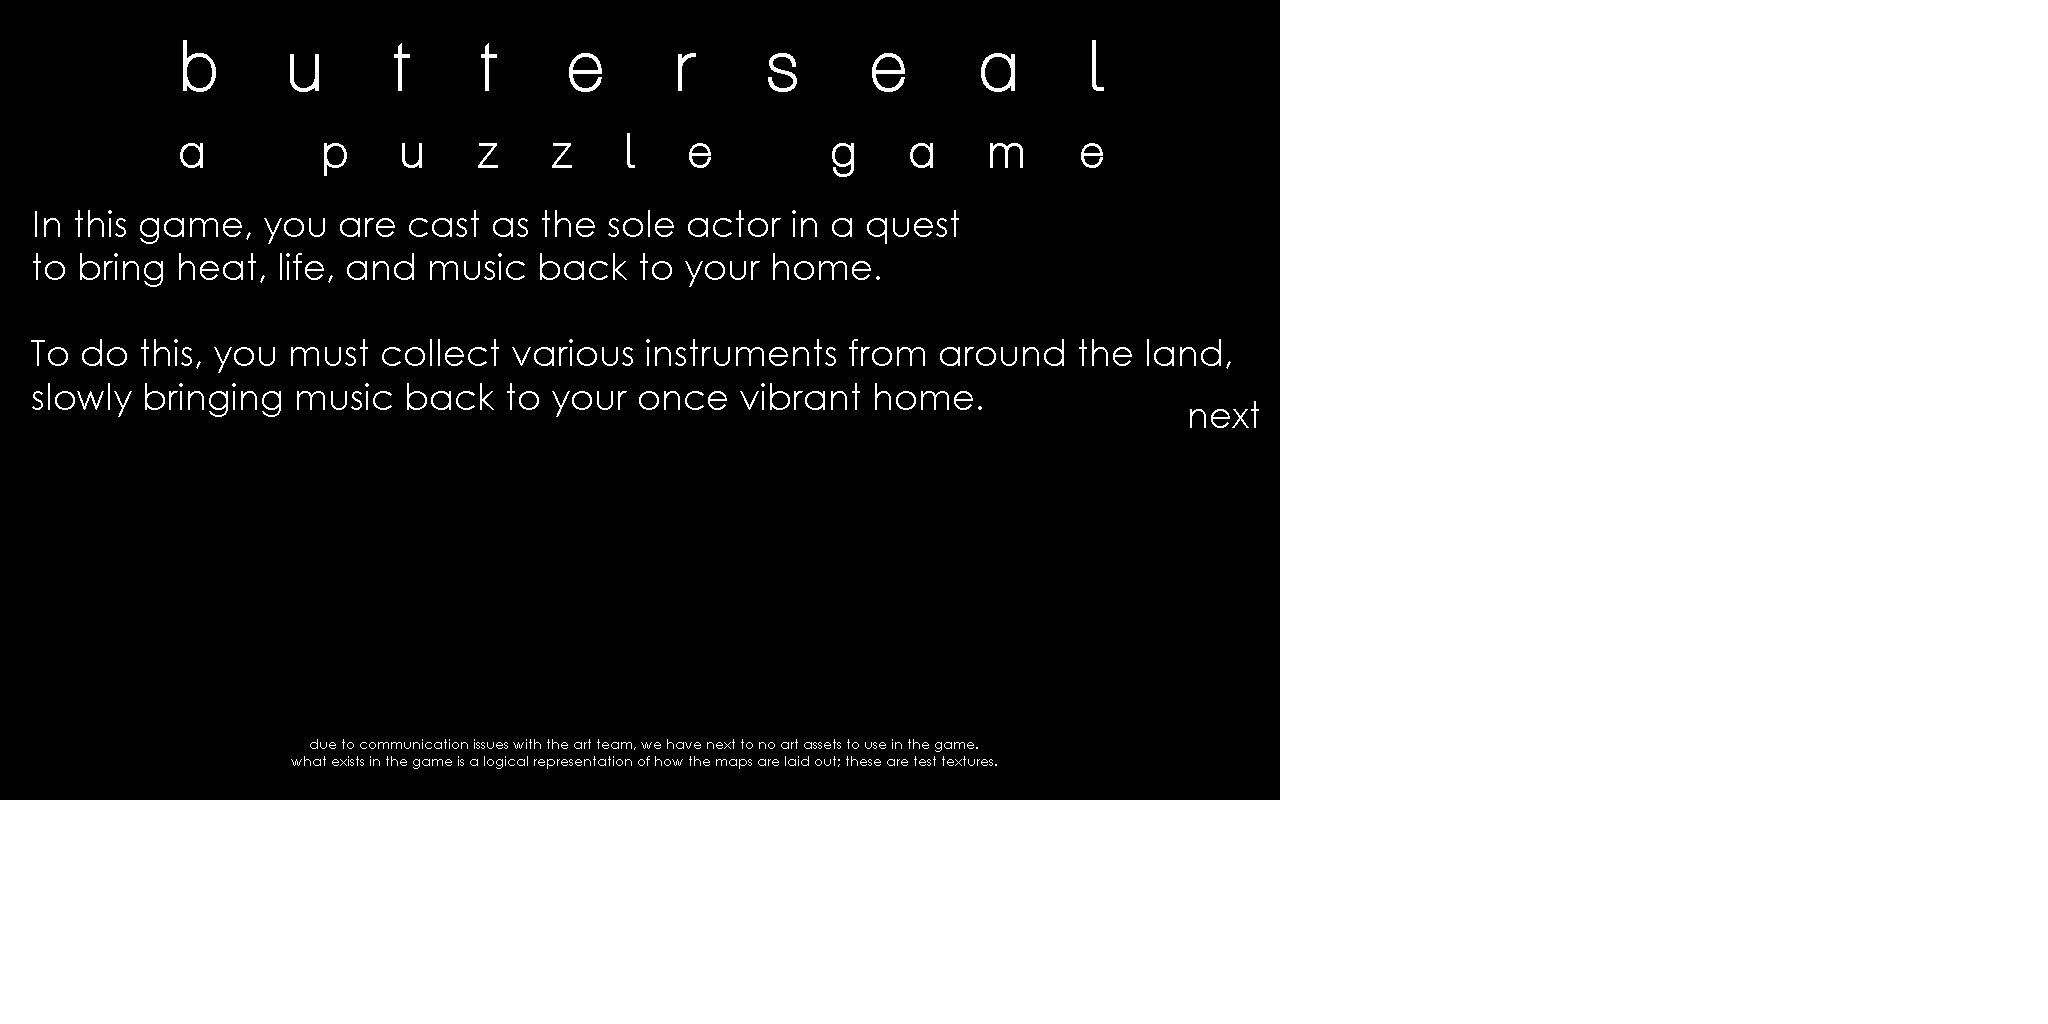 butterseal
a puzzle game
In this game, you are cast as the sole actor in a quest
to bring heat, life, and music back to your home.
To do this, you must collect various instruments from around the land,
slowly bringing music back to your once vibrant home.
next
due to communication issues with the art team, we have next to no art assets to use in the game.
what exists in the game is a logical representation of how the maps are laid out; these are test textures.